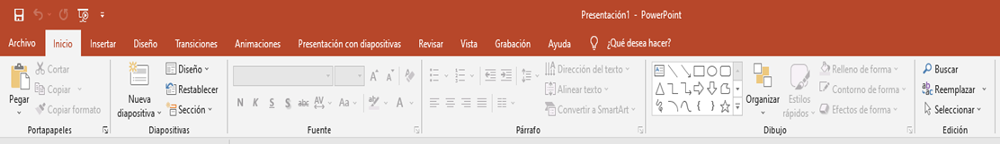 Presentación1 - PowerPoint
Archivo Inicio Insertar Diseño Transiciones Animaciones Presentación con diapositivas Revisar Vista Grabación Ayuda ¿Qué desea hacer?
Pegar
Cortar
Copiar
Copiar formato
Portapapeles
Nueva
diapositiva
Diseño
Restablecer
Sección
Diapositivas
A A A
N K S S abc AV Aa ab A
Fuente
Dirección del texto
Alinear texto
Convertir a SmartArt
Párrafo
Organizar
Estilos
rápidos
Relleno de forma
Contorno de forma
Efectos de forma
Dibujo
Buscar
Reemplazar
Seleccionar
Edición